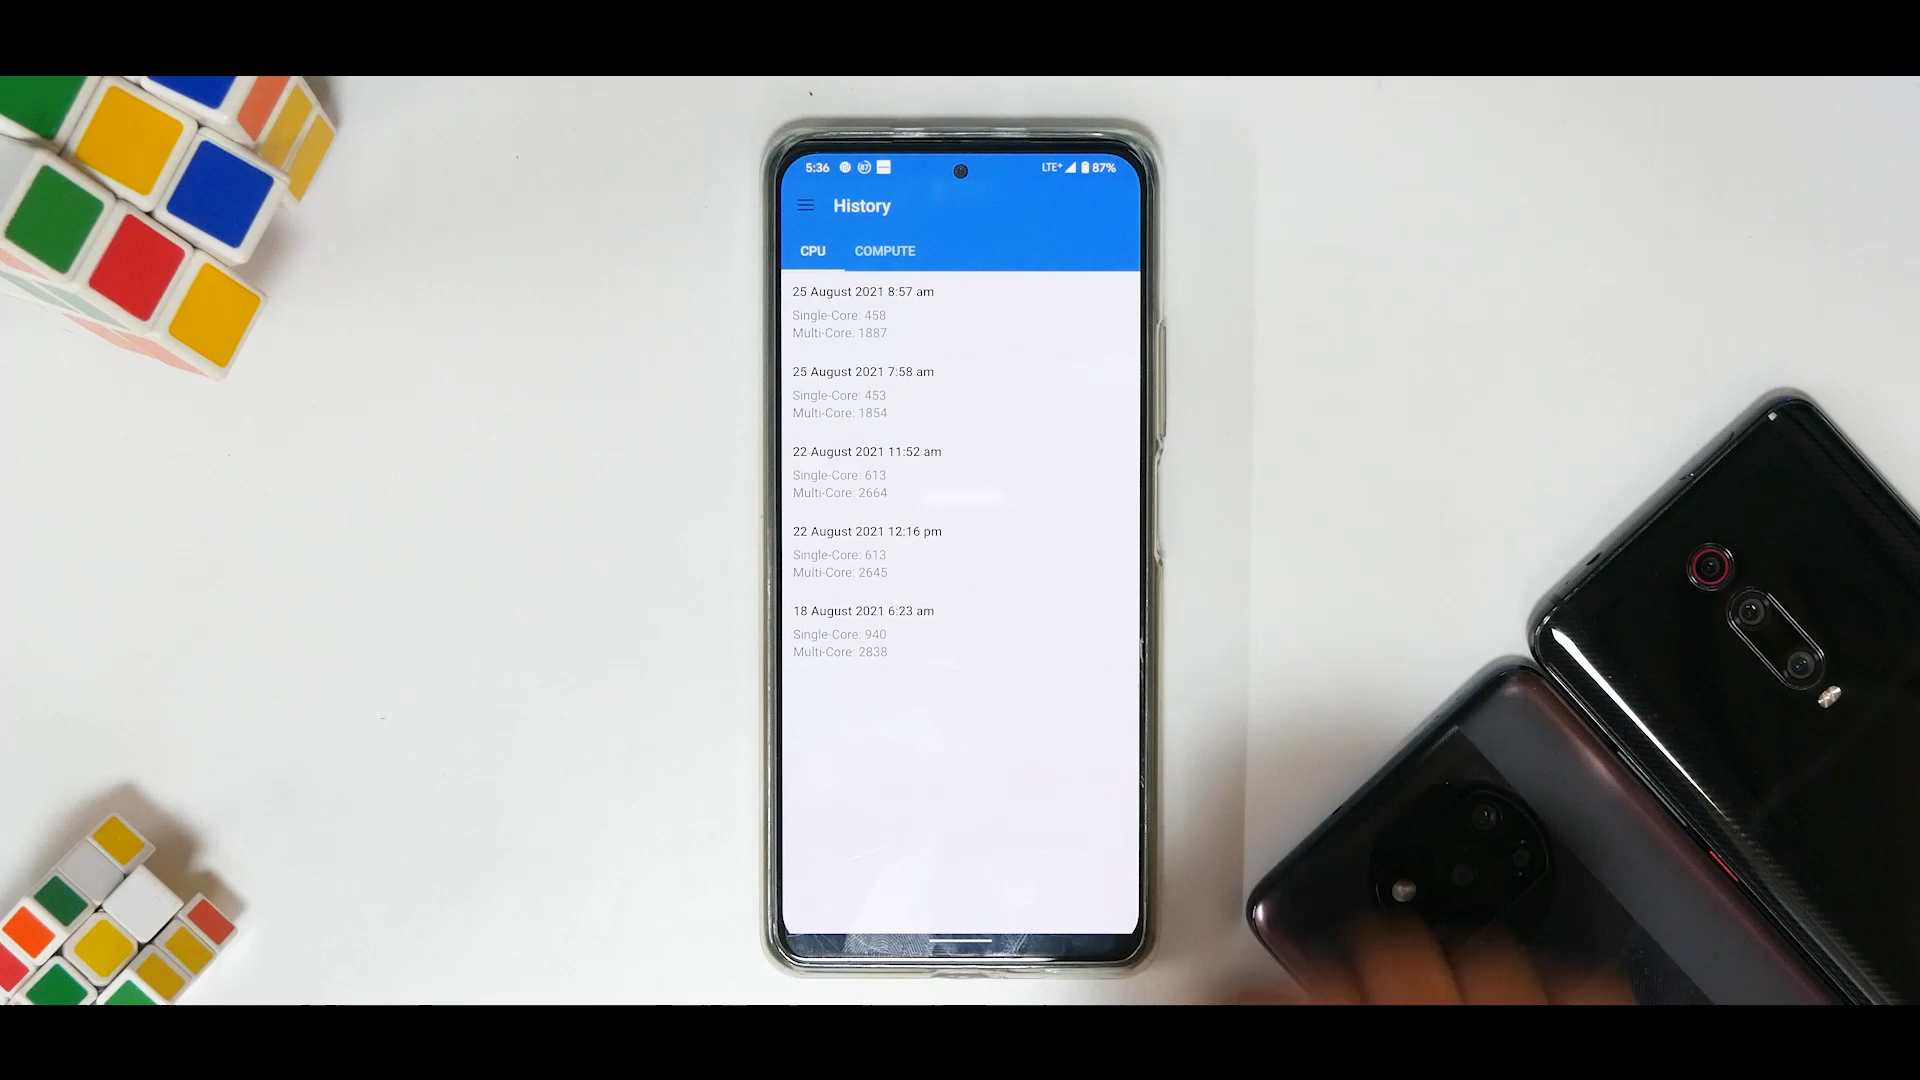 5:36 87 LTE+ 87%
History
CPU COMPUTE
25 August 2021 8:57 am
Single-Core: 458
Multi-Core: 1887
25 August 2021 7:58 am
Single-Core: 453
Multi-Core: 1854
22 August 2021 11:52 am
Single-Core: 613
Multi-Core: 2664
22 August 2021 12:16 pm
Single-Core: 613
Multi-Core: 2645
18 August 2021 6:23 am
Single-Core: 940
Multi-Core: 2838